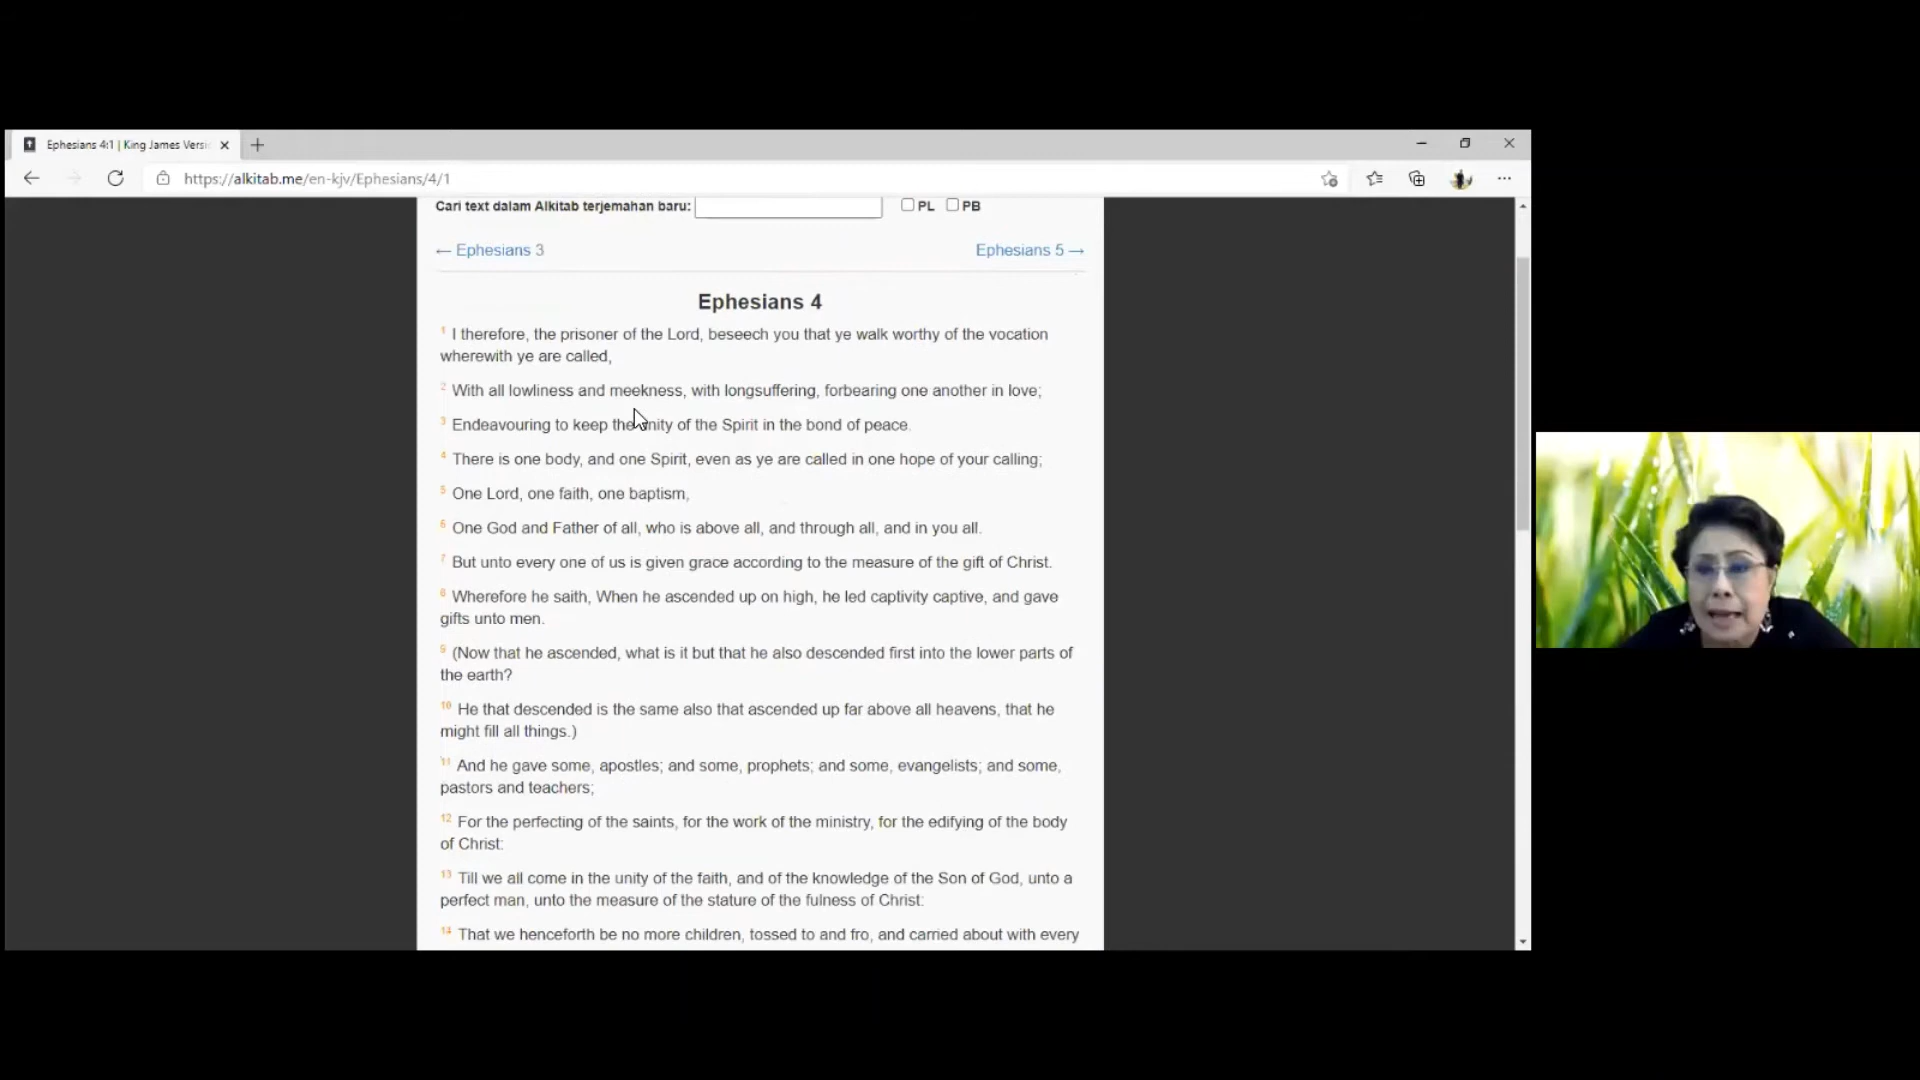 Ephesians 4:1 | King James Versi
https://alkitab.me/en-kjv/Ephesians/4/1
Cari text dalam Alkitab terjemahan baru: PL PB
← Ephesians 3 Ephesians 5 →
Ephesians 4
1 I therefore, the prisoner of the Lord, beseech you that ye walk worthy of the vocation
wherewith ye are called,
2 With all lowliness and meekness, with longsuffering, forbearing one another in love;
3 Endeavouring to keep the unity of the Spirit in the bond of peace.
4 There is one body, and one Spirit, even as ye are called in one hope of your calling;
5 One Lord, one faith, one baptism,
6 One God and Father of all, who is above all, and through all, and in you all.
7 But unto every one of us is given grace according to the measure of the gift of Christ.
8 Wherefore he saith, When he ascended up on high, he led captivity captive, and gave
gifts unto men.
9 (Now that he ascended, what is it but that he also descended first into the lower parts of
the earth?
10 He that descended is the same also that ascended up far above all heavens, that he
might fill all things.)
11 And he gave some, apostles; and some, prophets; and some, evangelists; and some,
pastors and teachers;
12 For the perfecting of the saints, for the work of the ministry, for the edifying of the body
of Christ:
13 Till we all come in the unity of the faith, and of the knowledge of the Son of God, unto a
perfect man, unto the measure of the stature of the fulness of Christ:
14 That we henceforth be no more children, tossed to and fro, and carried about with every